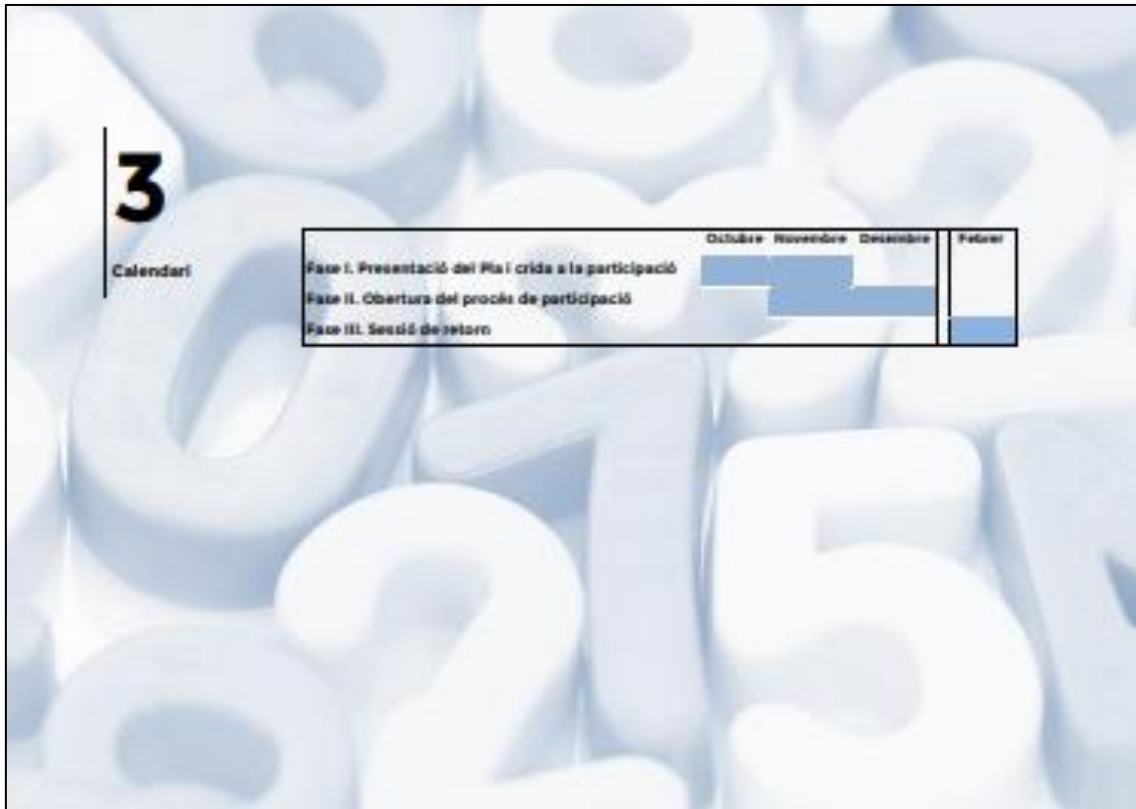 3
Calendari
Octubre Novembre Desembre Febrer
Fase I. Presentació del Pla i crida a la participació
Fase II. Obertura del procés de participació
Fase III. Sessió de retorn